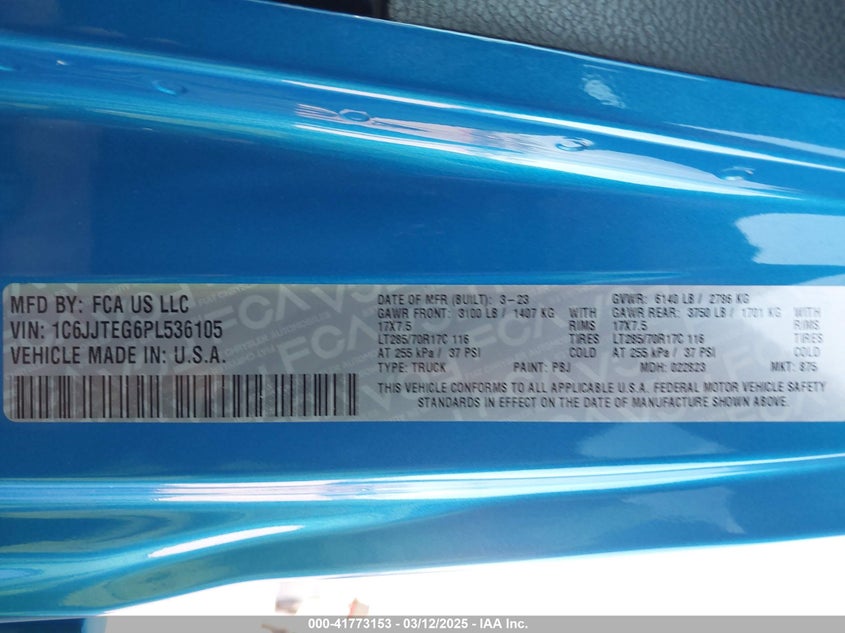 MFD BY: FCA US LLC
VIN: 1C6JJTEG6PL536105
VEHICLE MADE IN: U.S.A.
DATE OF MFR (BUILT): 3-23 GVWR: 6140 LB / 2786 KG
GAWR FRONT: 3100 LB / 1407 KG WITH GAWR REAR: 3750 LB / 1701 KG WITH
17X7.5 RIMS 17X7.5 RIMS
LT285/70R17C 116 TIRES LT285/70R17C 116 TIRES
AT 255 kPa / 37 PSI COLD AT 255 kPa / 37 PSI COLD
TYPE: TRUCK PAINT: PBJ MDH: 022823 MKT: 875
THIS VEHICLE CONFORMS TO ALL APPLICABLE U.S.A. FEDERAL MOTOR VEHICLE SAFETY
STANDARDS IN EFFECT ON THE DATE OF MANUFACTURE SHOWN ABOVE.
000-41773153 - 03/12/2025 - IAA Inc.